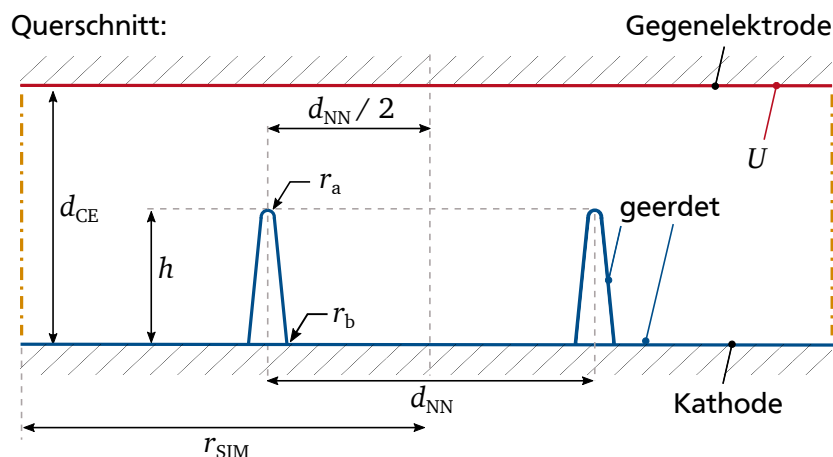 Querschnitt:
Gegenelektrode
d_NN / 2
U
r_a
d_CE
geerdet
h
r_b
d_NN
Kathode
r_SIM